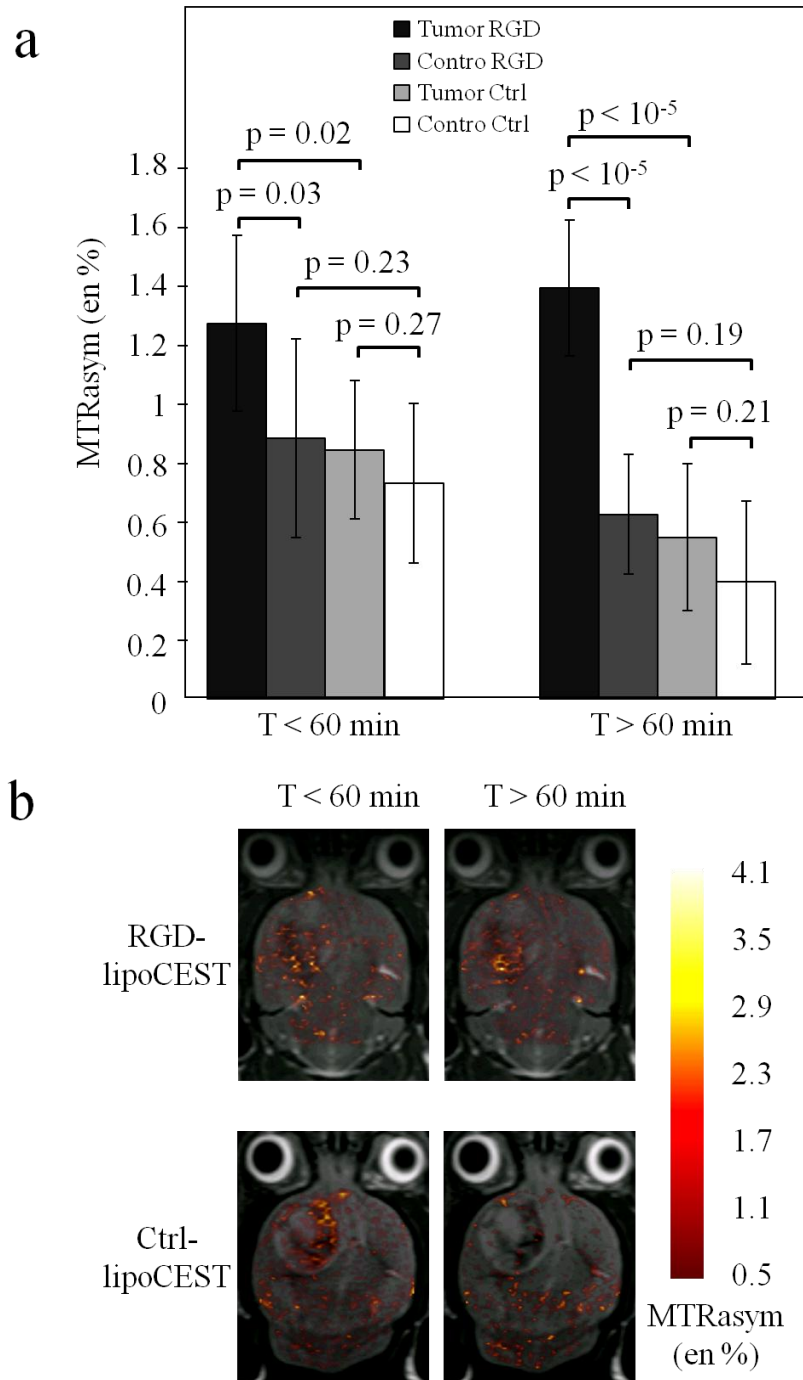 a
Tumor RGD
Contro RGD
Tumor Ctrl
Contro Ctrl
MTRasym (en %)
1.8
1.6
1.4
1.2
1
0.8
0.6
0.4
0.2
0
p = 0.02
p = 0.03
p = 0.23
p = 0.27
p < 10⁻⁵
p < 10⁻⁵
p = 0.19
p = 0.21
T < 60 min
T > 60 min
b
T < 60 min
T > 60 min
RGD-
lipoCEST
Ctrl-
lipoCEST
4.1
3.5
2.9
2.3
1.7
1.1
0.5
MTRasym
(en %)